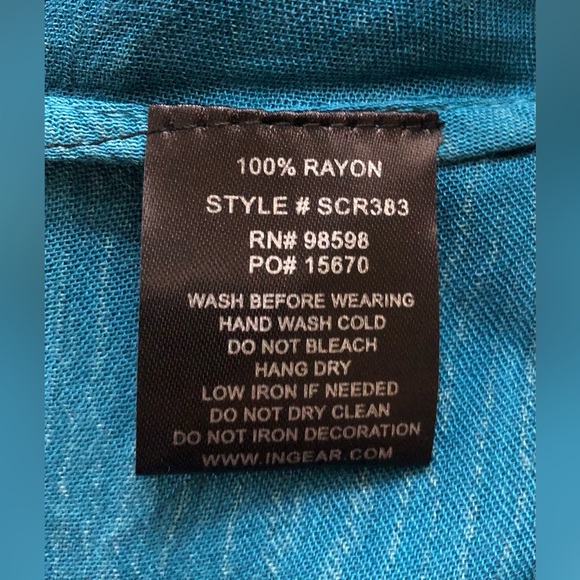 100% RAYON
STYLE # SCR383
RN# 98598
PO# 15670
WASH BEFORE WEARING
HAND WASH COLD
DO NOT BLEACH
HANG DRY
LOW IRON IF NEEDED
DO NOT DRY CLEAN
DO NOT IRON DECORATION
WWW.INGEAR.COM